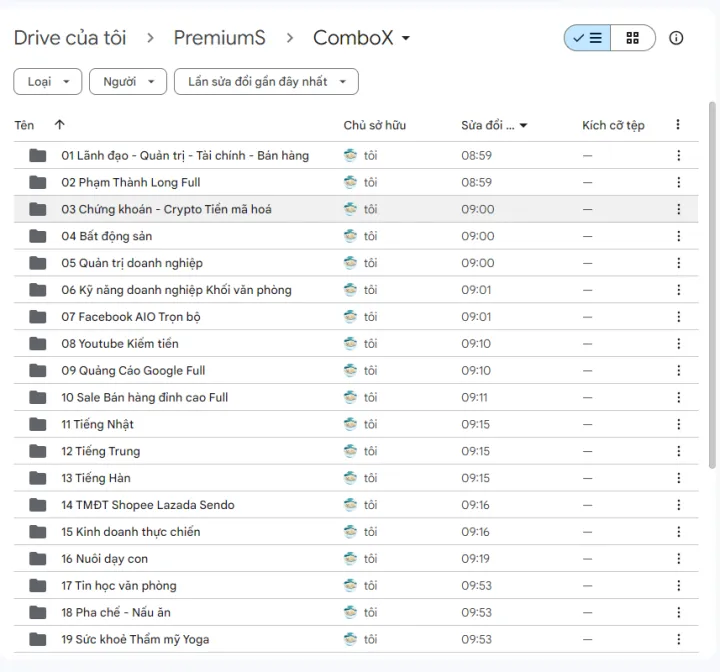 Drive của tôi > PremiumS > ComboX
Loại Người Lần sửa đổi gần đây nhất
Tên Chủ sở hữu Sửa đổi ... Kích cỡ tệp
01 Lãnh đạo - Quản trị - Tài chính - Bán hàng tôi 08:59 —
02 Phạm Thành Long Full tôi 08:59 —
03 Chứng khoán - Crypto Tiền mã hoá tôi 09:00 —
04 Bất động sản tôi 09:00 —
05 Quản trị doanh nghiệp tôi 09:00 —
06 Kỹ năng doanh nghiệp Khối văn phòng tôi 09:01 —
07 Facebook AIO Trọn bộ tôi 09:01 —
08 Youtube Kiếm tiền tôi 09:10 —
09 Quảng Cáo Google Full tôi 09:10 —
10 Sale Bán hàng đỉnh cao Full tôi 09:11 —
11 Tiếng Nhật tôi 09:15 —
12 Tiếng Trung tôi 09:15 —
13 Tiếng Hàn tôi 09:15 —
14 TMĐT Shopee Lazada Sendo tôi 09:16 —
15 Kinh doanh thực chiến tôi 09:16 —
16 Nuôi dạy con tôi 09:19 —
17 Tin học văn phòng tôi 09:53 —
18 Pha chế - Nấu ăn tôi 09:53 —
19 Sức khoẻ Thẩm mỹ Yoga tôi 09:53 —